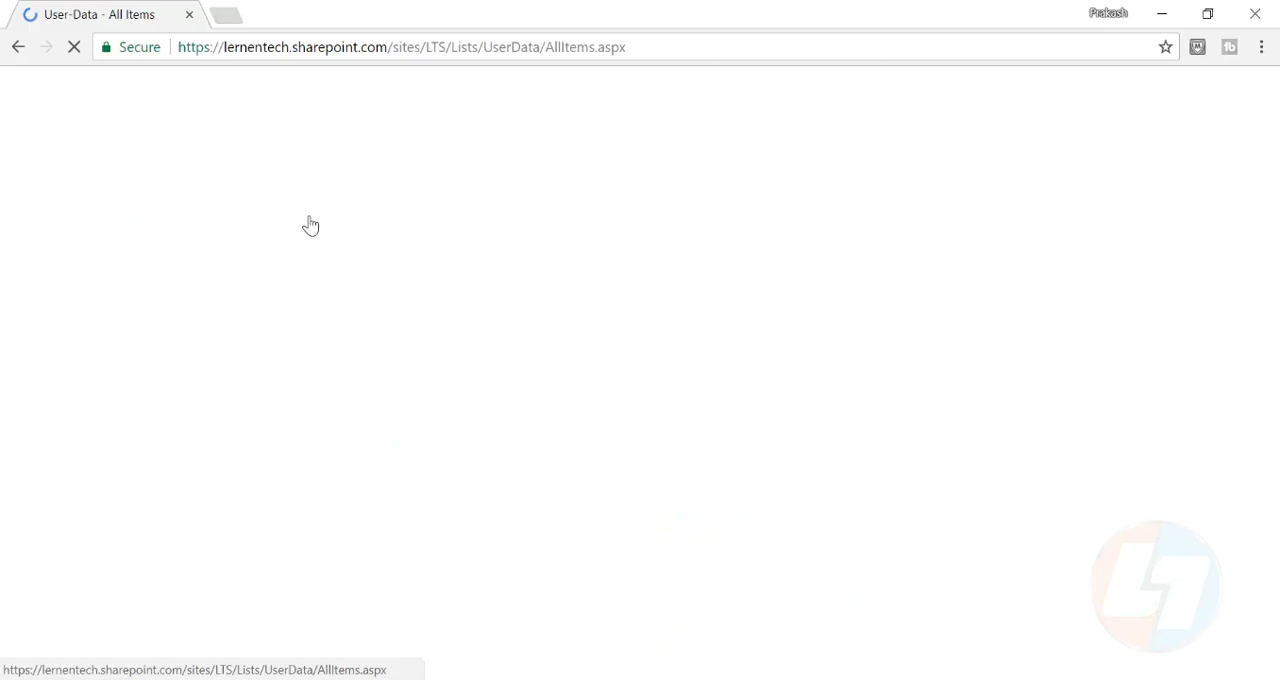 User-Data - All Items
Prakash
Secure
https://lernentech.sharepoint.com/sites/LTS/Lists/UserData/AllItems.aspx
https://lernentech.sharepoint.com/sites/LTS/Lists/UserData/AllItems.aspx